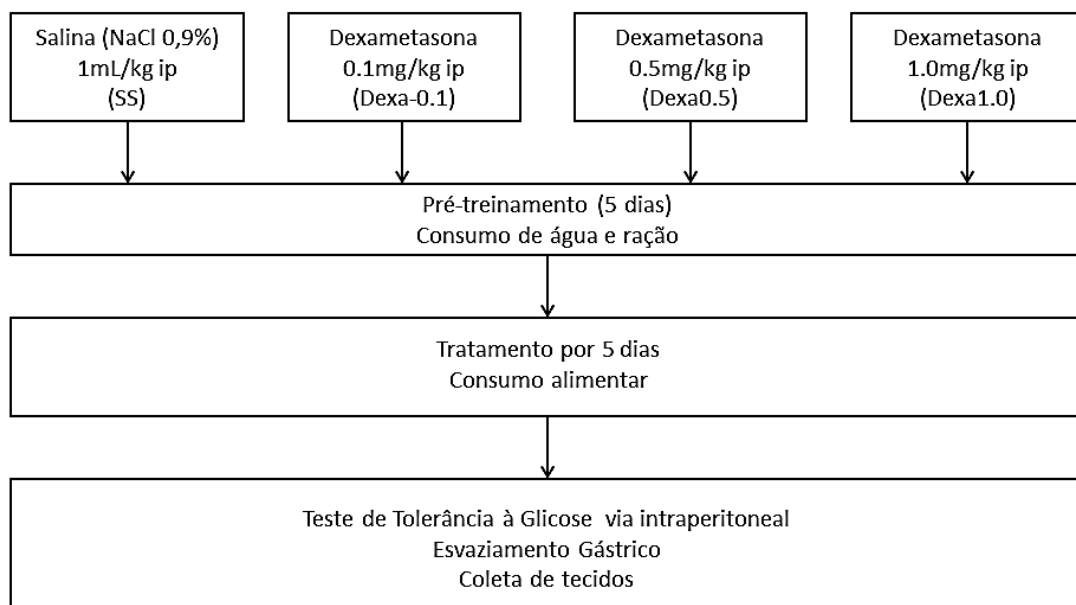 Salina (NaCl 0,9%)
1mL/kg ip
(SS)
Dexametasona
0.1mg/kg ip
(Dexa-0.1)
Dexametasona
0.5mg/kg ip
(Dexa0.5)
Dexametasona
1.0mg/kg ip
(Dexa1.0)
Pré-treinamento (5 dias)
Consumo de água e ração
Tratamento por 5 dias
Consumo alimentar
Teste de Tolerância à Glicose via intraperitoneal
Esvaziamento Gástrico
Coleta de tecidos